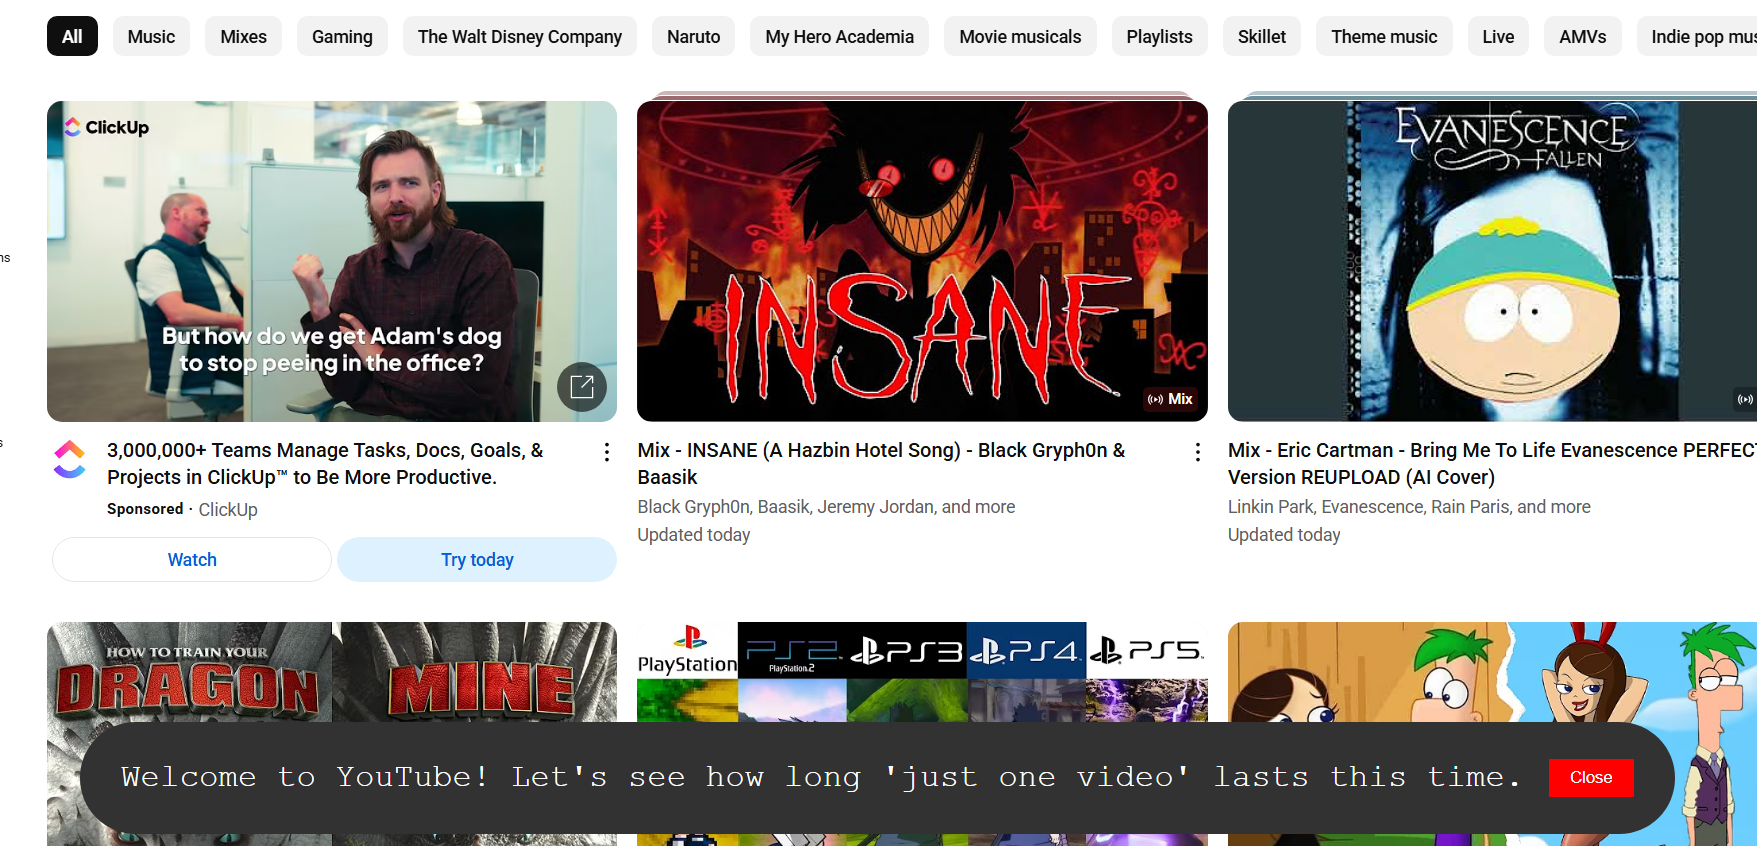 All Music Mixes Gaming The Walt Disney Company Naruto My Hero Academia Movie musicals Playlists Skillet Theme music Live AMVs Indie pop mus
ClickUp
But how do we get Adam's dog
to stop peeing in the office?
INSANE
Mix
EVANESCENCE
FALLEN
ns
s
3,000,000+ Teams Manage Tasks, Docs, Goals, &
Projects in ClickUp™ to Be More Productive.
Sponsored · ClickUp
Watch
Try today
Mix - INSANE (A Hazbin Hotel Song) - Black Gryph0n &
Baasik
Black Gryph0n, Baasik, Jeremy Jordan, and more
Updated today
Mix - Eric Cartman - Bring Me To Life Evanescence PERFECT
Version REUPLOAD (AI Cover)
Linkin Park, Evanescence, Rain Paris, and more
Updated today
HOW TO TRAIN YOUR
DRAGON
MINE
PlayStation
PS2
PlayStation.2
PS3
PS4
PS5
Welcome to YouTube! Let's see how long 'just one video' lasts this time.
Close